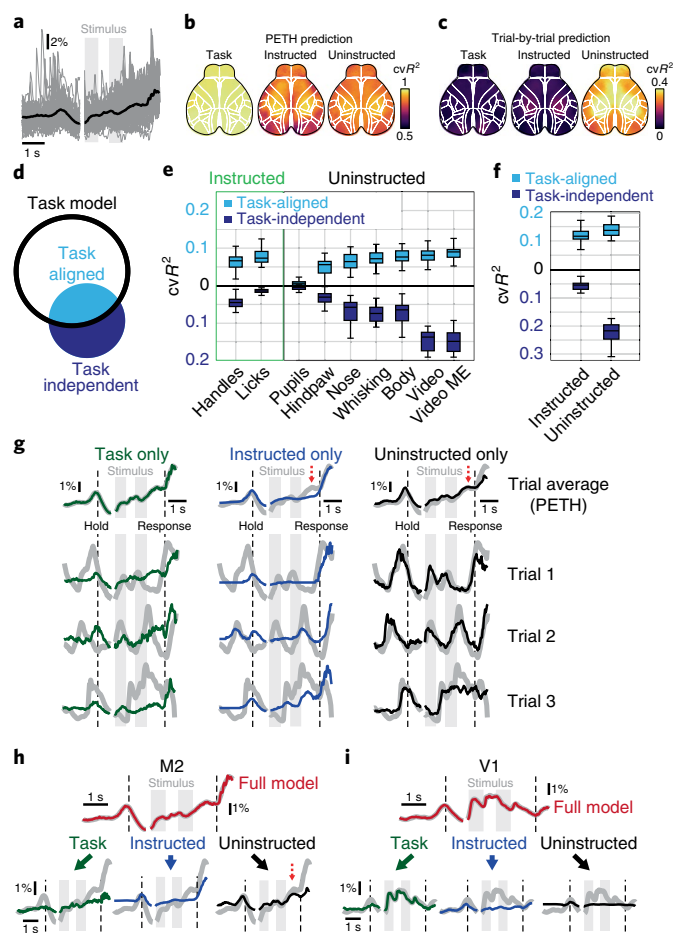 a
2%
Stimulus
1 s
b
PETH prediction
Task
Instructed
Uninstructed
cvR²
1
0.5
c
Trial-by-trial prediction
Task
Instructed
Uninstructed
cvR²
0.4
0
d
Task model
Task
aligned
Task
independent
e
Instructed
Uninstructed
Task-aligned
Task-independent
cvR²
0.2
0.1
0
0.1
0.2
Handles
Licks
Pupils
Hindpaw
Nose
Whisking
Body
Video
Video ME
f
Task-aligned
Task-independent
cvR²
0.2
0.1
0
0.1
0.2
0.3
Instructed
Uninstructed
g
Task only
Instructed only
Uninstructed only
1%
Stimulus
1 s
1%
Stimulus
1 s
1%
Stimulus
1 s
Trial average
(PETH)
Hold
Response
Hold
Response
Hold
Response
Trial 1
Trial 2
Trial 3
h
M2
1 s
Stimulus
Full model
1%
Task
Instructed
Uninstructed
1%
1 s
i
V1
Stimulus
1%
Full model
Task
Instructed
Uninstructed
1%
1 s